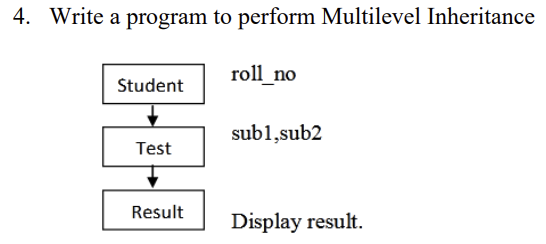 4. Write a program to perform Multilevel Inheritance
Student roll_no
Test sub1,sub2
Result Display result.